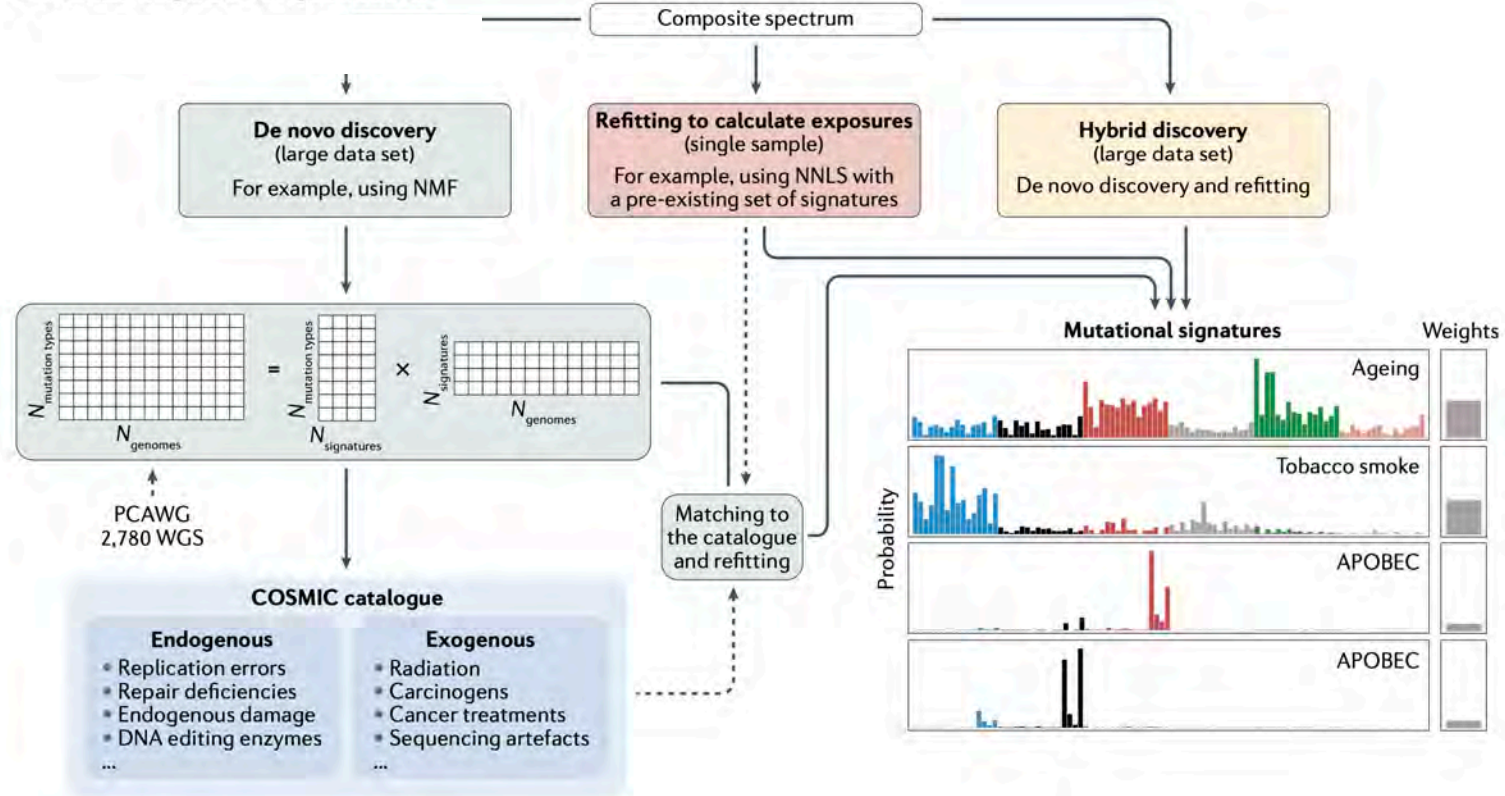 Composite spectrum
De novo discovery
(large data set)
For example, using NMF
Refitting to calculate exposures
(single sample)
For example, using NNLS with
a pre-existing set of signatures
Hybrid discovery
(large data set)
De novo discovery and refitting
N mutation types
N genomes
=
N mutation types
N signatures
×
N signatures
N genomes
PCAWG
2,780 WGS
Matching to
the catalogue
and refitting
COSMIC catalogue
Endogenous
• Replication errors
• Repair deficiencies
• Endogenous damage
• DNA editing enzymes
...
Exogenous
• Radiation
• Carcinogens
• Cancer treatments
• Sequencing artefacts
...
Mutational signatures
Weights
Probability
Ageing
Tobacco smoke
APOBEC
APOBEC